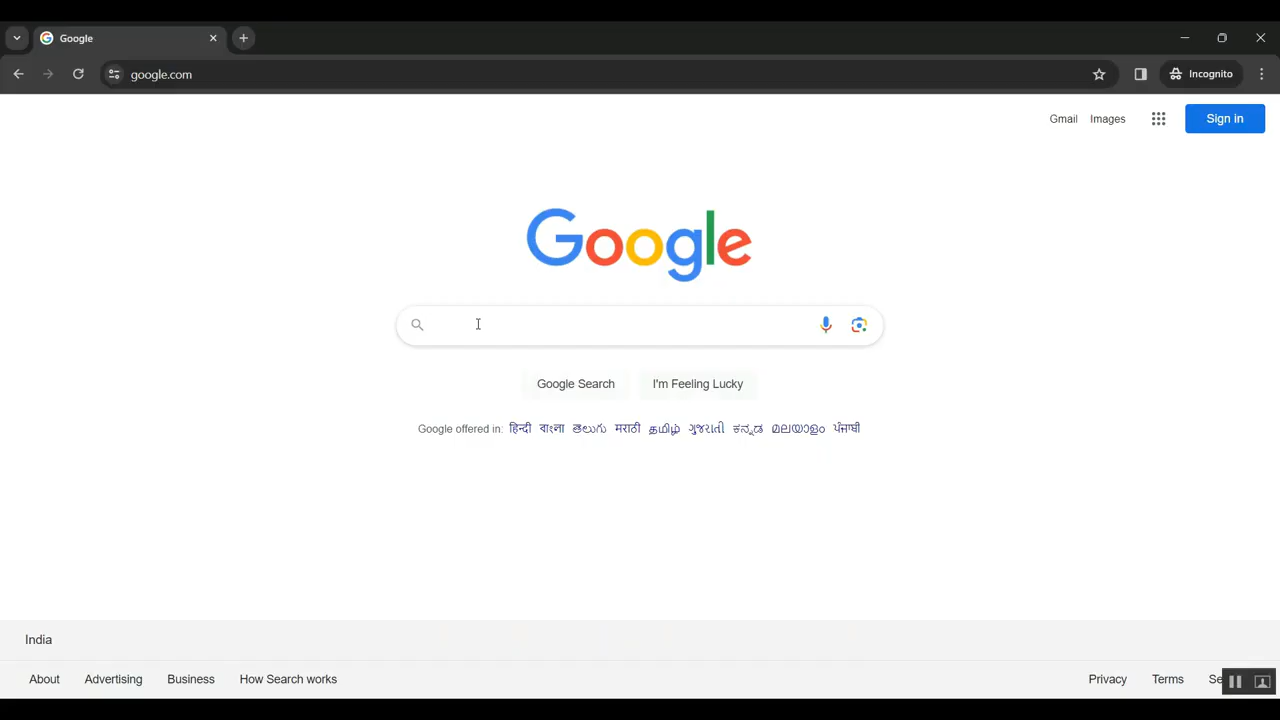 Google
google.com
Incognito
Gmail Images Sign in
Google
Google Search I'm Feeling Lucky
Google offered in: हिन्दी বাংলা తెలుగు मराठी தமிழ் ગુજરાતી ಕನ್ನಡ മലയാളം ਪੰਜਾਬੀ
India
About Advertising Business How Search works Privacy Terms Se